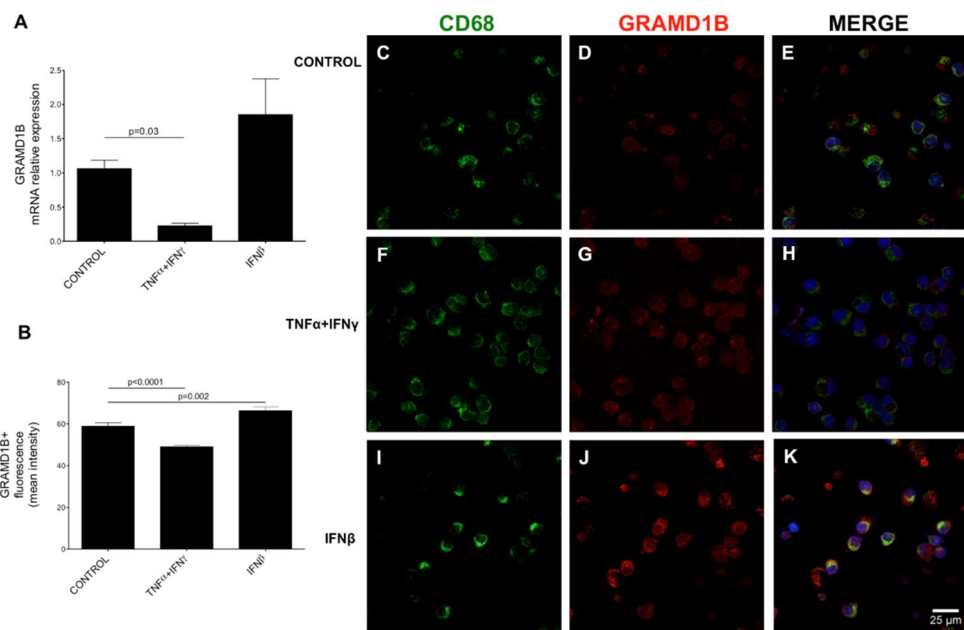 A
GRAMD1B
mRNA relative expression
2.5
2.0
1.5
1.0
0.5
0.0
p=0.03
CONTROL
TNFα+IFNγ
IFNβ
B
GRAMD1B+
fluorescence
(mean intensity)
80
60
40
20
0
p<0.0001
p=0.002
CONTROL
TNFα+IFNγ
IFNβ
CD68
GRAMD1B
MERGE
CONTROL
C
D
E
TNFα+IFNγ
F
G
H
IFNβ
I
J
K
25 µm